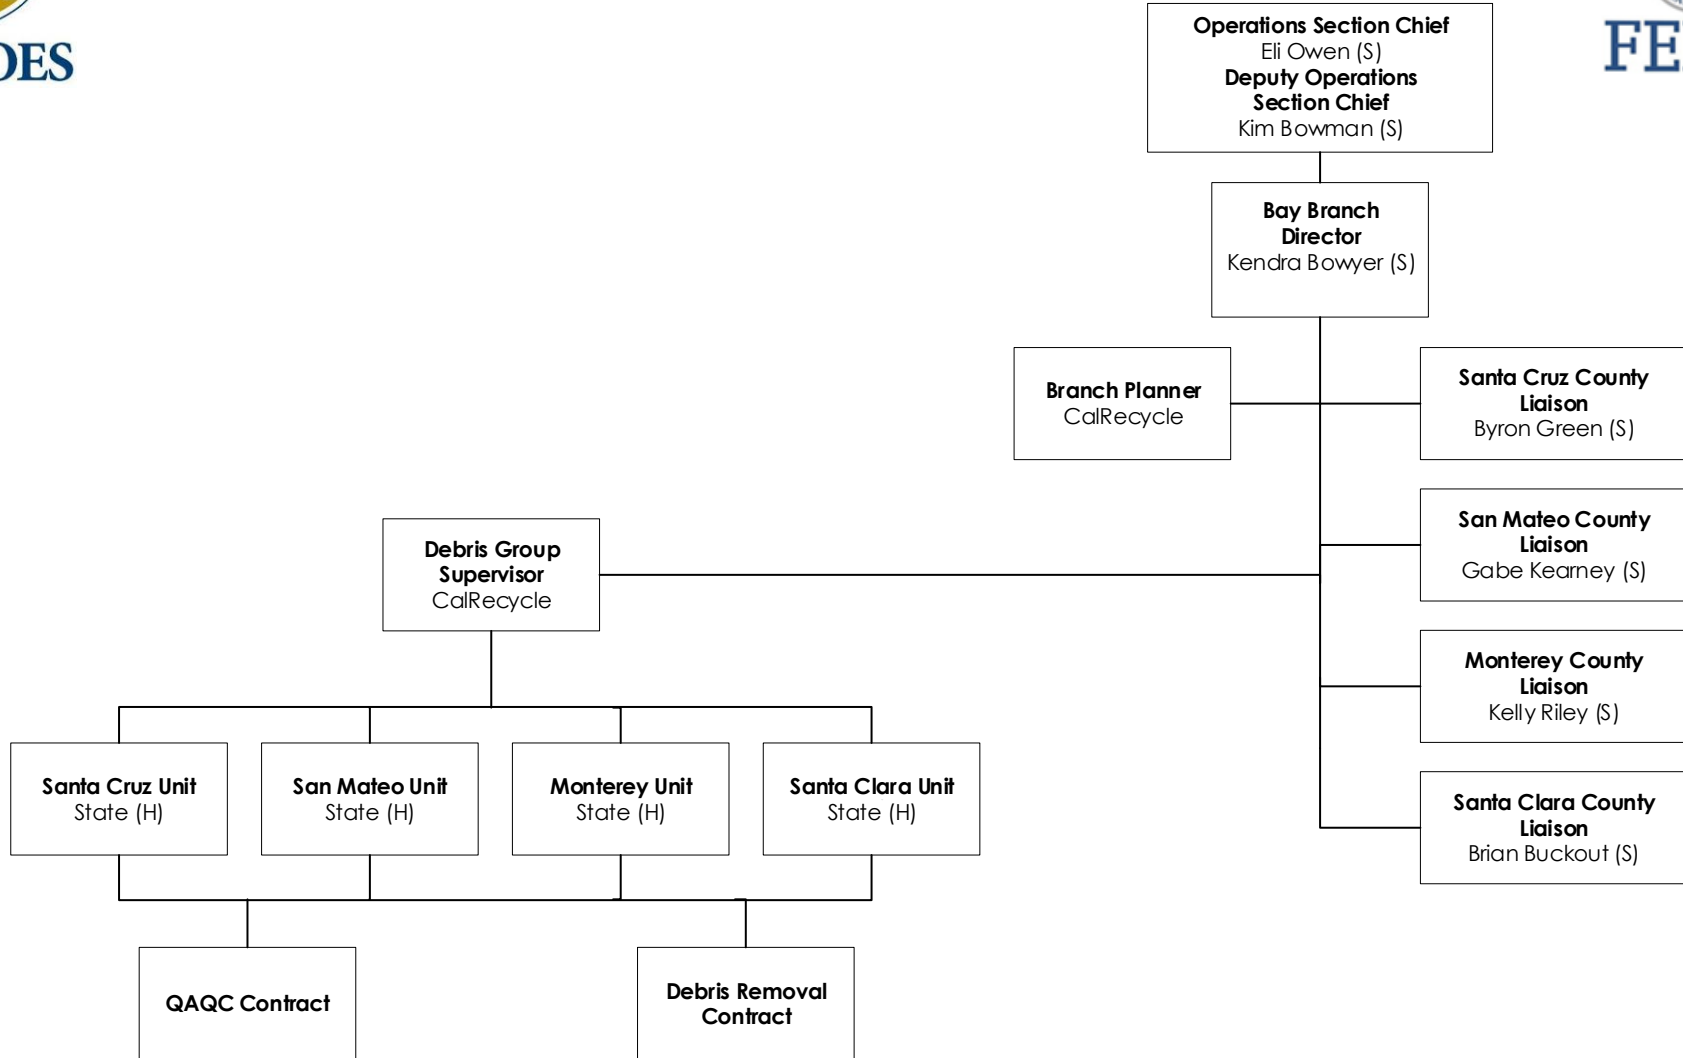 OES
FE
Operations Section Chief
Eli Owen (S)
Deputy Operations
Section Chief
Kim Bowman (S)
Bay Branch
Director
Kendra Bowyer (S)
Branch Planner
CalRecycle
Santa Cruz County
Liaison
Byron Green (S)
San Mateo County
Liaison
Gabe Kearney (S)
Debris Group
Supervisor
CalRecycle
Monterey County
Liaison
Kelly Riley (S)
Santa Cruz Unit
State (H)
San Mateo Unit
State (H)
Monterey Unit
State (H)
Santa Clara Unit
State (H)
Santa Clara County
Liaison
Brian Buckout (S)
QAQC Contract
Debris Removal
Contract